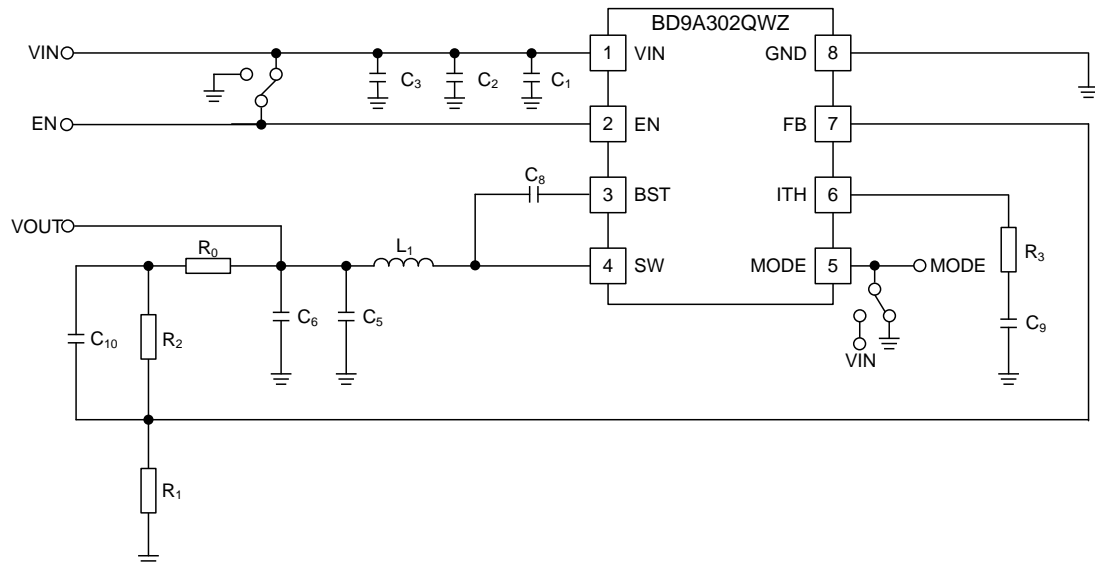 BD9A302QWZ
VIN
C3
C2
C1
1
VIN
GND
8
EN
2
EN
FB
7
C8
3
BST
ITH
6
VOUT
R0
L1
4
SW
MODE
5
MODE
R3
C10
R2
C6
C5
VIN
C9
R1